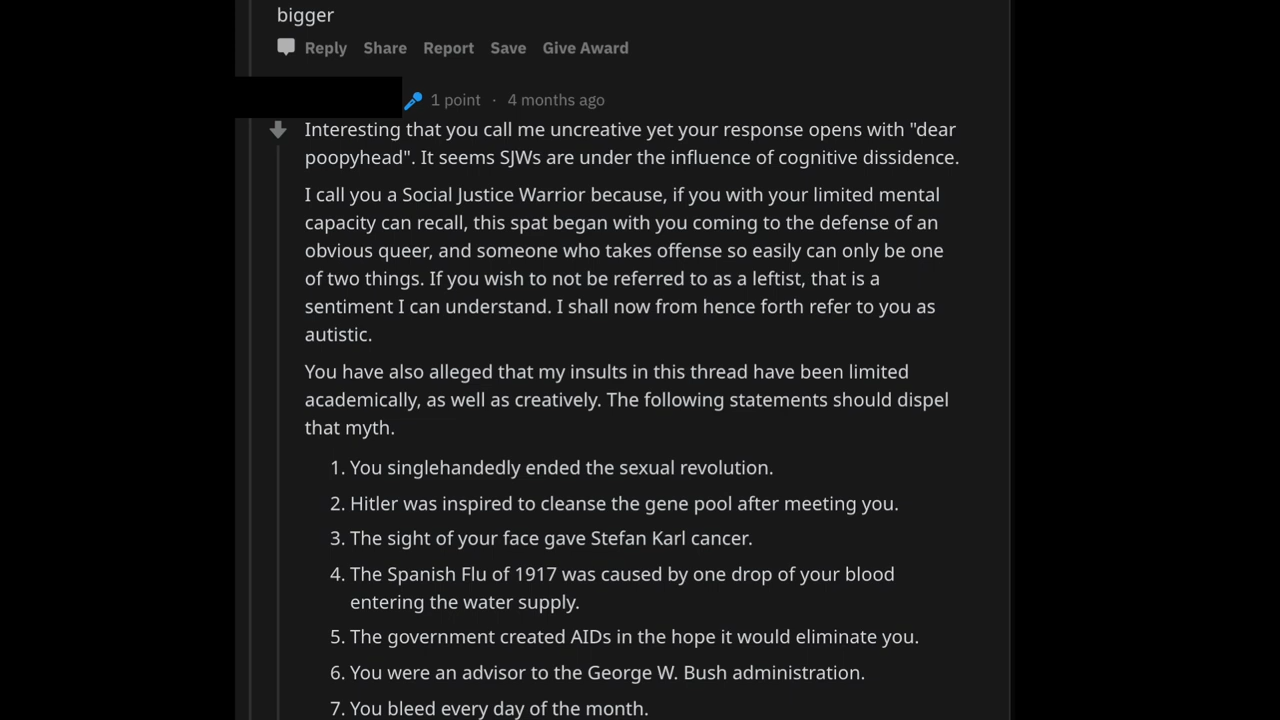 bigger
Reply Share Report Save Give Award
1 point · 4 months ago
Interesting that you call me uncreative yet your response opens with "dear
poopyhead". It seems SJWs are under the influence of cognitive dissidence.
I call you a Social Justice Warrior because, if you with your limited mental
capacity can recall, this spat began with you coming to the defense of an
obvious queer, and someone who takes offense so easily can only be one
of two things. If you wish to not be referred to as a leftist, that is a
sentiment I can understand. I shall now from hence forth refer to you as
autistic.
You have also alleged that my insults in this thread have been limited
academically, as well as creatively. The following statements should dispel
that myth.
1. You singlehandedly ended the sexual revolution.
2. Hitler was inspired to cleanse the gene pool after meeting you.
3. The sight of your face gave Stefan Karl cancer.
4. The Spanish Flu of 1917 was caused by one drop of your blood
entering the water supply.
5. The government created AIDs in the hope it would eliminate you.
6. You were an advisor to the George W. Bush administration.
7. You bleed every day of the month.